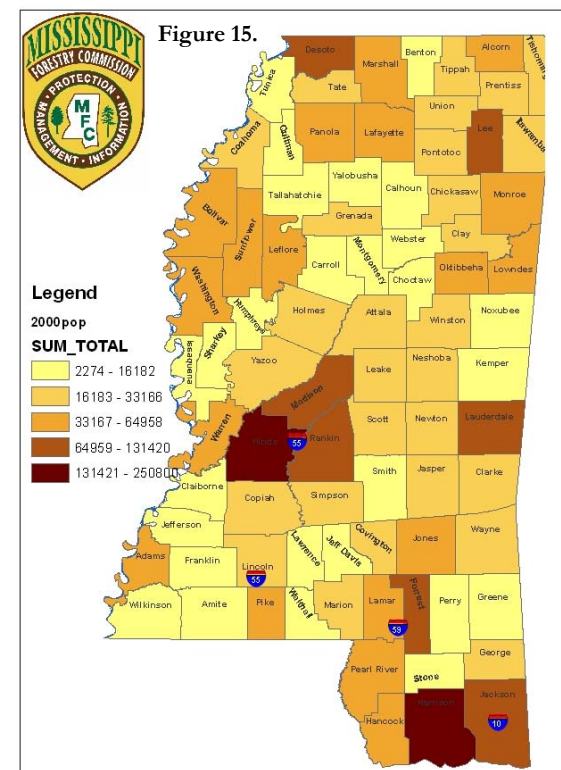 Figure 15.
MISSISSIPPI
FORESTRY COMMISSION
PROTECTION
MANAGEMENT · INFORMATION
MFC
Legend
2000pop
SUM_TOTAL
2274 - 16182
16183 - 33166
33167 - 64958
64959 - 131420
131421 - 250800
Desoto
Marshall
Benton
Alcorn
Tippah
Prentiss
Tunica
Tate
Union
Lee
Coahoma
Quitman
Panola
Lafayette
Pontotoc
Yalobusha
Calhoun
Chickasaw
Monroe
Tallahatchie
Bolivar
Sunflower
Grenada
Webster
Clay
Leflore
Carroll
Montgomery
Choctaw
Oktibbeha
Lowndes
Washington
Humphreys
Holmes
Attala
Winston
Noxubee
Issaquena
Sharkey
Yazoo
Leake
Neshoba
Kemper
Madison
Warren
Hinds
55
Rankin
Scott
Newton
Lauderdale
Claiborne
Copiah
Simpson
Smith
Jasper
Clarke
Jefferson
Adams
Franklin
Lincoln
55
Lawrence
Jeff Davis
Covington
Jones
Wayne
Wilkinson
Amite
Pike
Walthall
Marion
Lamar
59
Forrest
Perry
Greene
Pearl River
Stone
George
Hancock
Harrison
Jackson
10